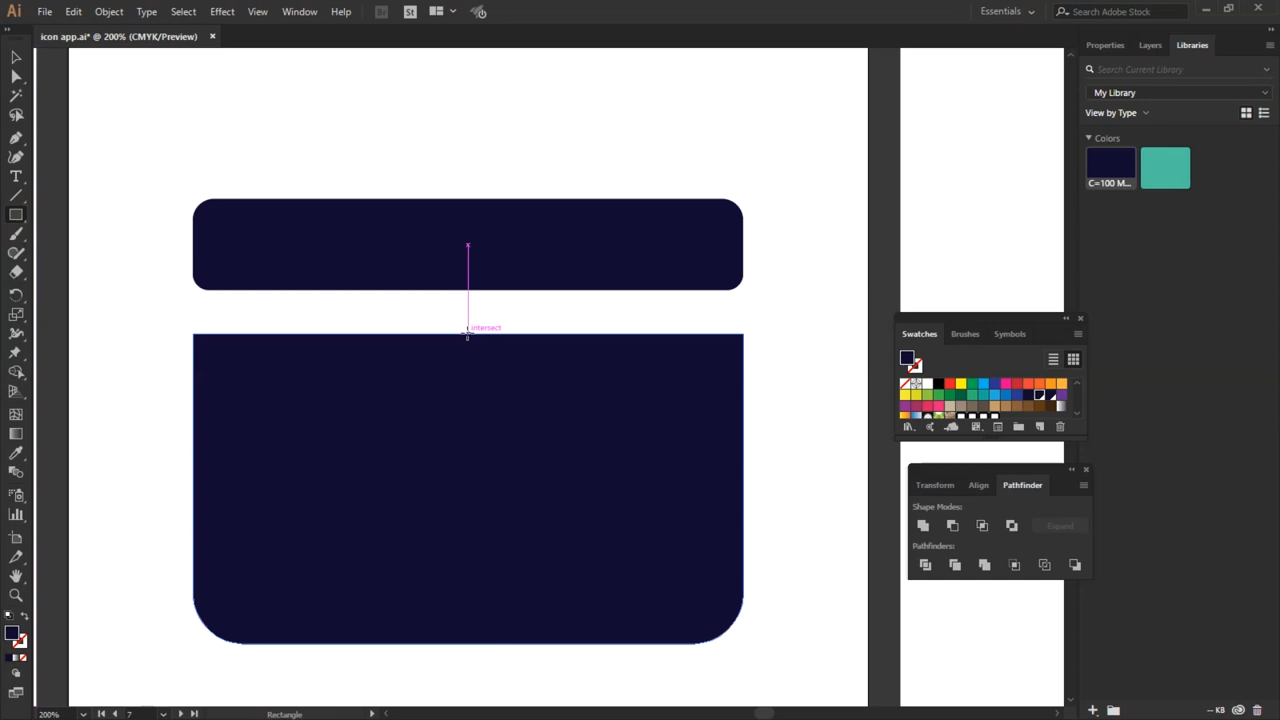 Ai File Edit Object Type Select Effect View Window Help Br St Essentials Search Adobe Stock
icon app.ai* @ 200% (CMYK/Preview)
Properties Layers Libraries
Search Current Library
My Library
View by Type
Colors
C=100 M...
intersect
Swatches Brushes Symbols
Transform Align Pathfinder
Shape Modes:
Expand
Pathfinders:
200% 7 Rectangle
-- KB